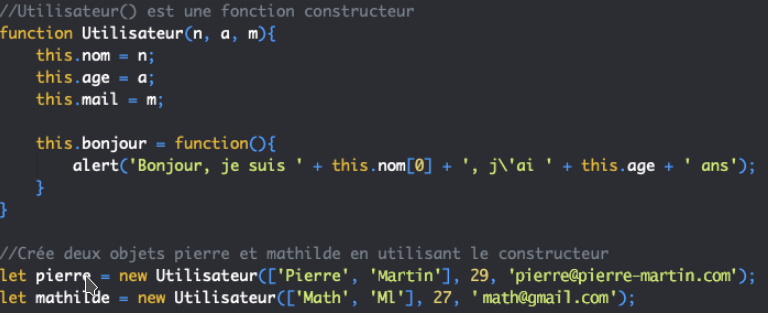 //Utilisateur() est une fonction constructeur
function Utilisateur(n, a, m){
    this.nom = n;
    this.age = a;
    this.mail = m;

    this.bonjour = function(){
        alert('Bonjour, je suis ' + this.nom[0] + ', j\'ai ' + this.age + ' ans');
    }
}

//Crée deux objets pierre et mathilde en utilisant le constructeur
let pierre = new Utilisateur(['Pierre', 'Martin'], 29, 'pierre@pierre-martin.com');
let mathilde = new Utilisateur(['Math', 'Ml'], 27, 'math@gmail.com');